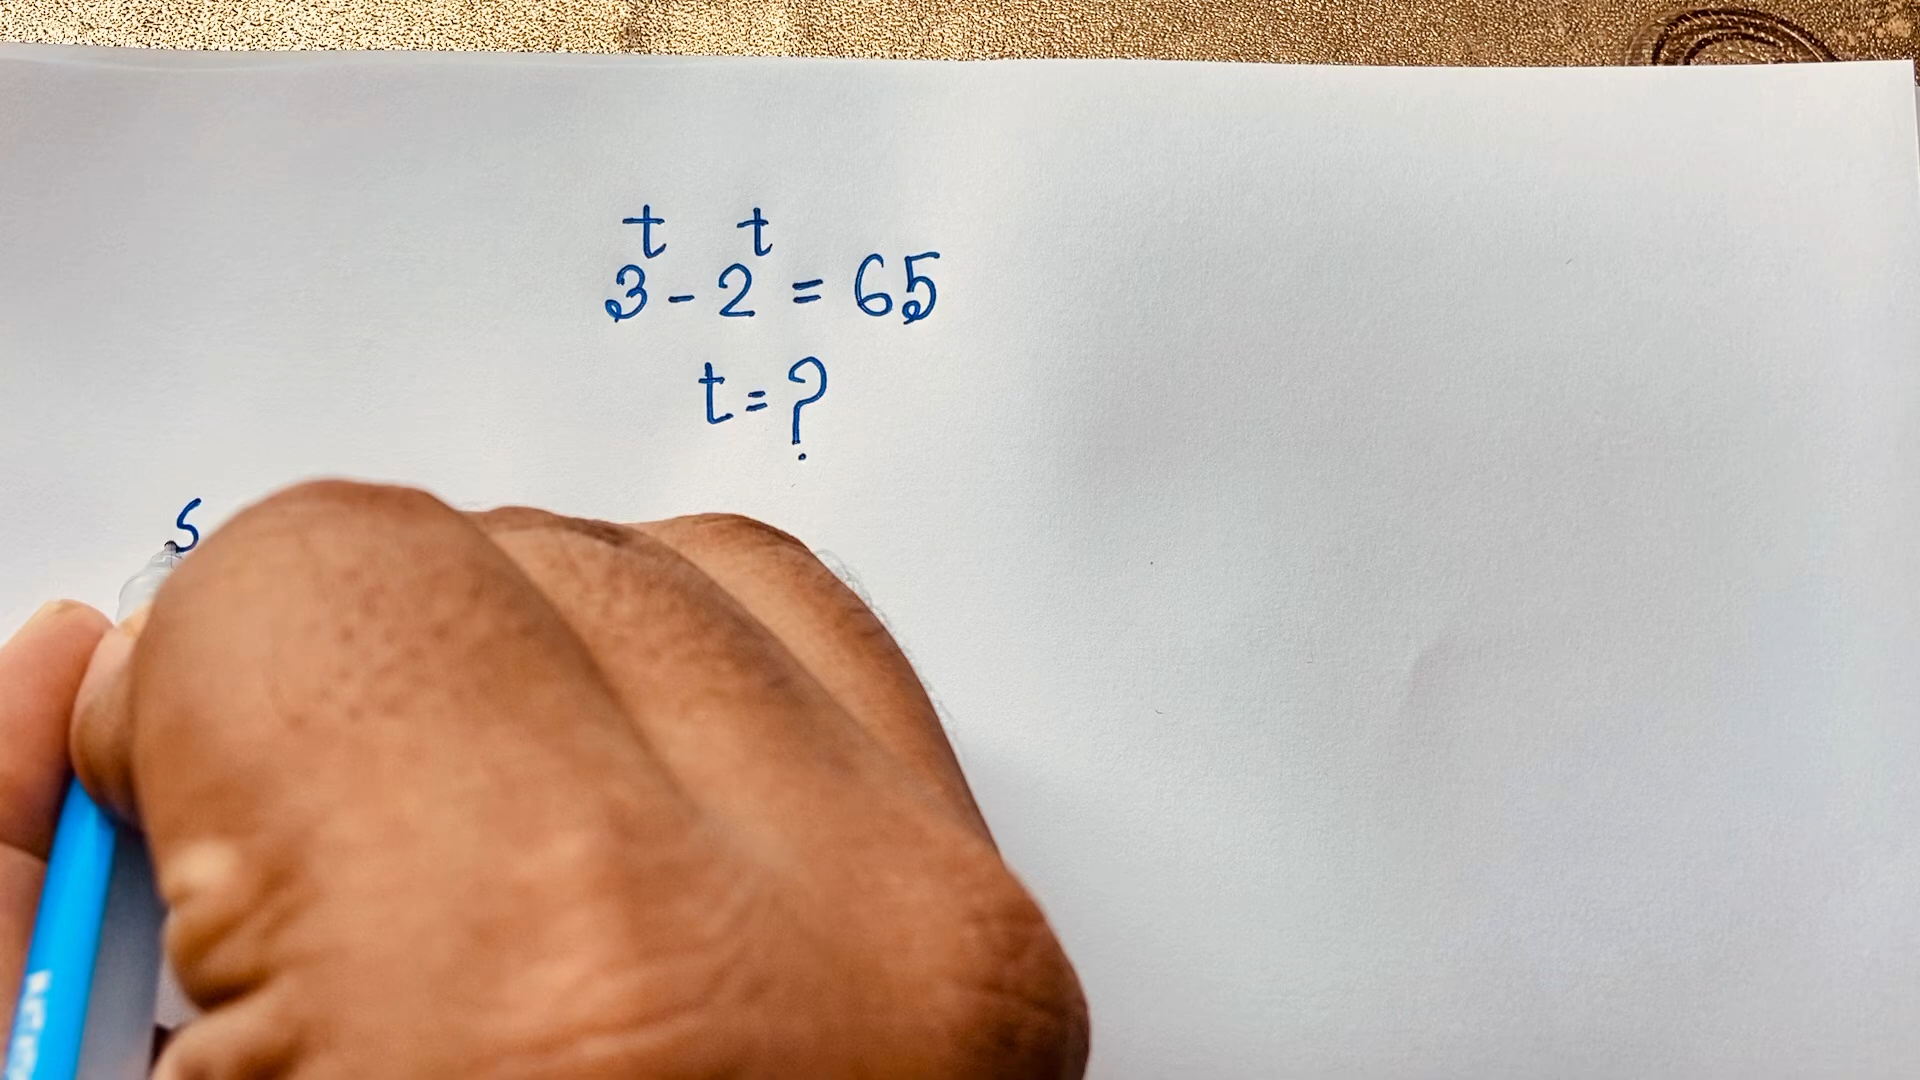 3^t - 2^t = 65
t = ?
S